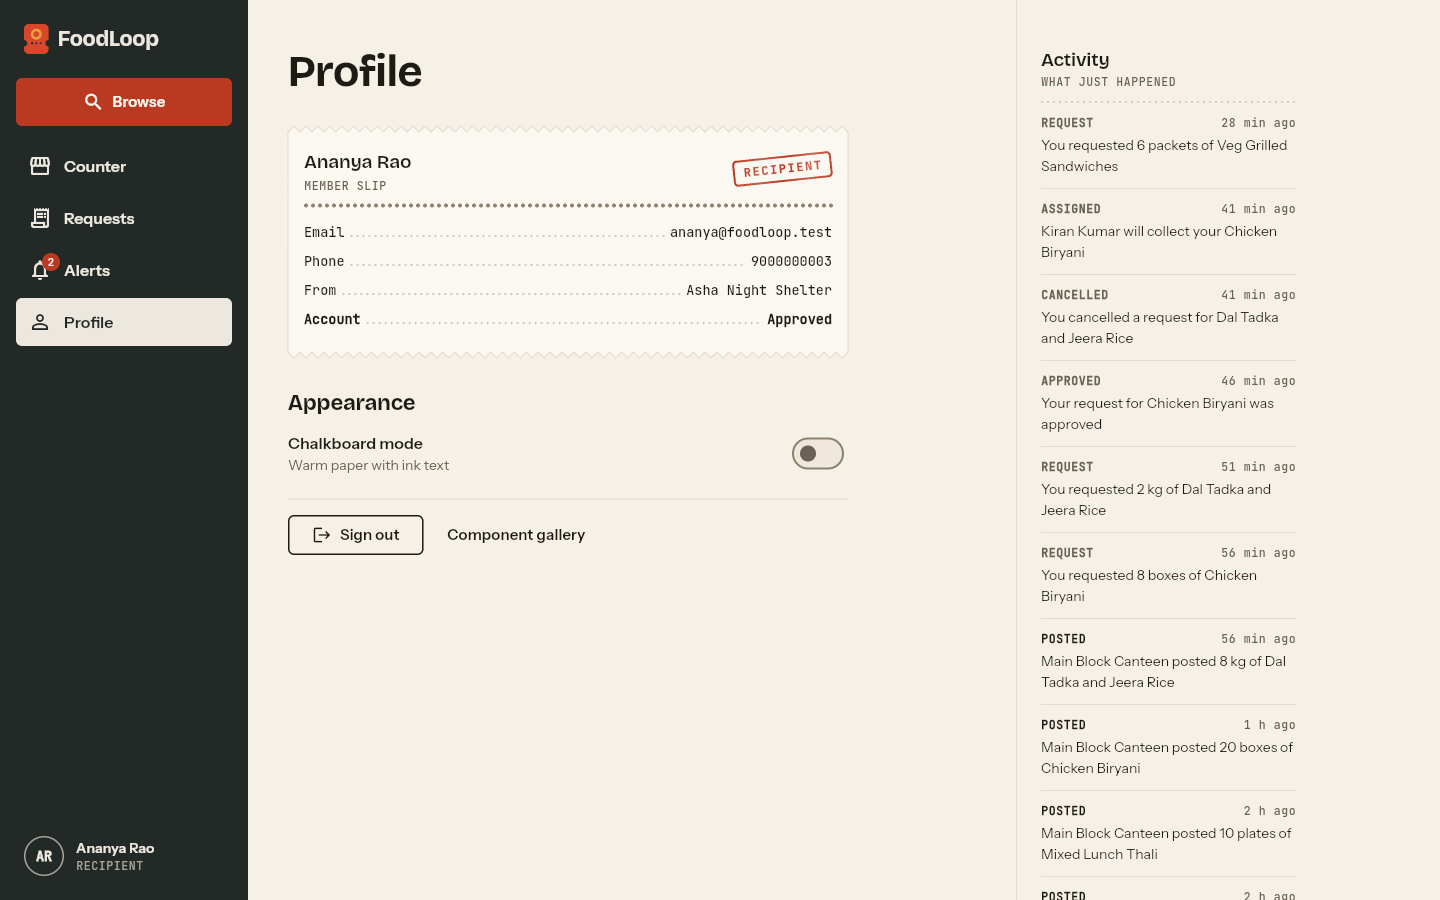 FoodLoop
Browse
Counter
Requests
2
Alerts
Profile
Ananya Rao
AR
RECIPIENT
Profile
Ananya Rao
MEMBER SLIP
RECIPIENT
Email ananya@foodloop.test
Phone 9000000003
From Asha Night Shelter
Account Approved
Appearance
Chalkboard mode
Warm paper with ink text
Sign out
Component gallery
Activity
WHAT JUST HAPPENED
REQUEST 28 min ago
You requested 6 packets of Veg Grilled
Sandwiches
ASSIGNED 41 min ago
Kiran Kumar will collect your Chicken
Biryani
CANCELLED 41 min ago
You cancelled a request for Dal Tadka
and Jeera Rice
APPROVED 46 min ago
Your request for Chicken Biryani was
approved
REQUEST 51 min ago
You requested 2 kg of Dal Tadka and
Jeera Rice
REQUEST 56 min ago
You requested 8 boxes of Chicken
Biryani
POSTED 56 min ago
Main Block Canteen posted 8 kg of Dal
Tadka and Jeera Rice
POSTED 1 h ago
Main Block Canteen posted 20 boxes of
Chicken Biryani
POSTED 2 h ago
Main Block Canteen posted 10 plates of
Mixed Lunch Thali
POSTED 2 h ago